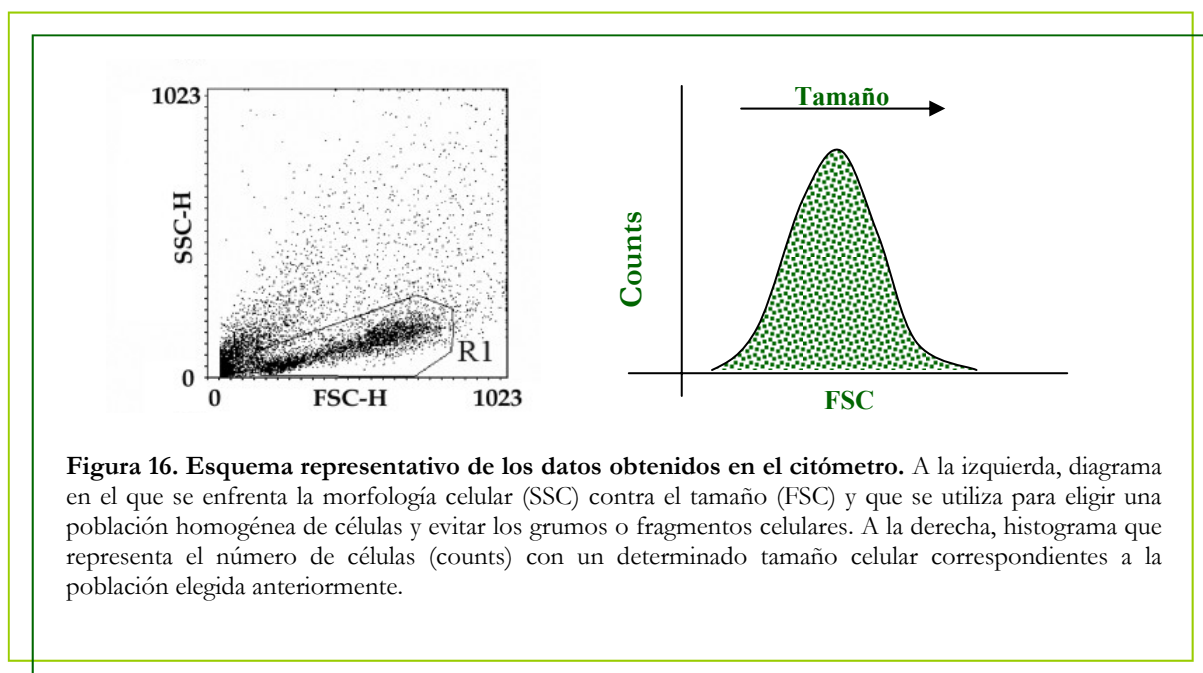 1023
SSC-H
R1
0
0
FSC-H
1023
Tamaño
Counts
FSC
Figura 16. Esquema representativo de los datos obtenidos en el citómetro. A la izquierda, diagrama
en el que se enfrenta la morfología celular (SSC) contra el tamaño (FSC) y que se utiliza para eligir una
población homogénea de células y evitar los grumos o fragmentos celulares. A la derecha, histograma que
representa el número de células (counts) con un determinado tamaño celular correspondientes a la
población elegida anteriormente.